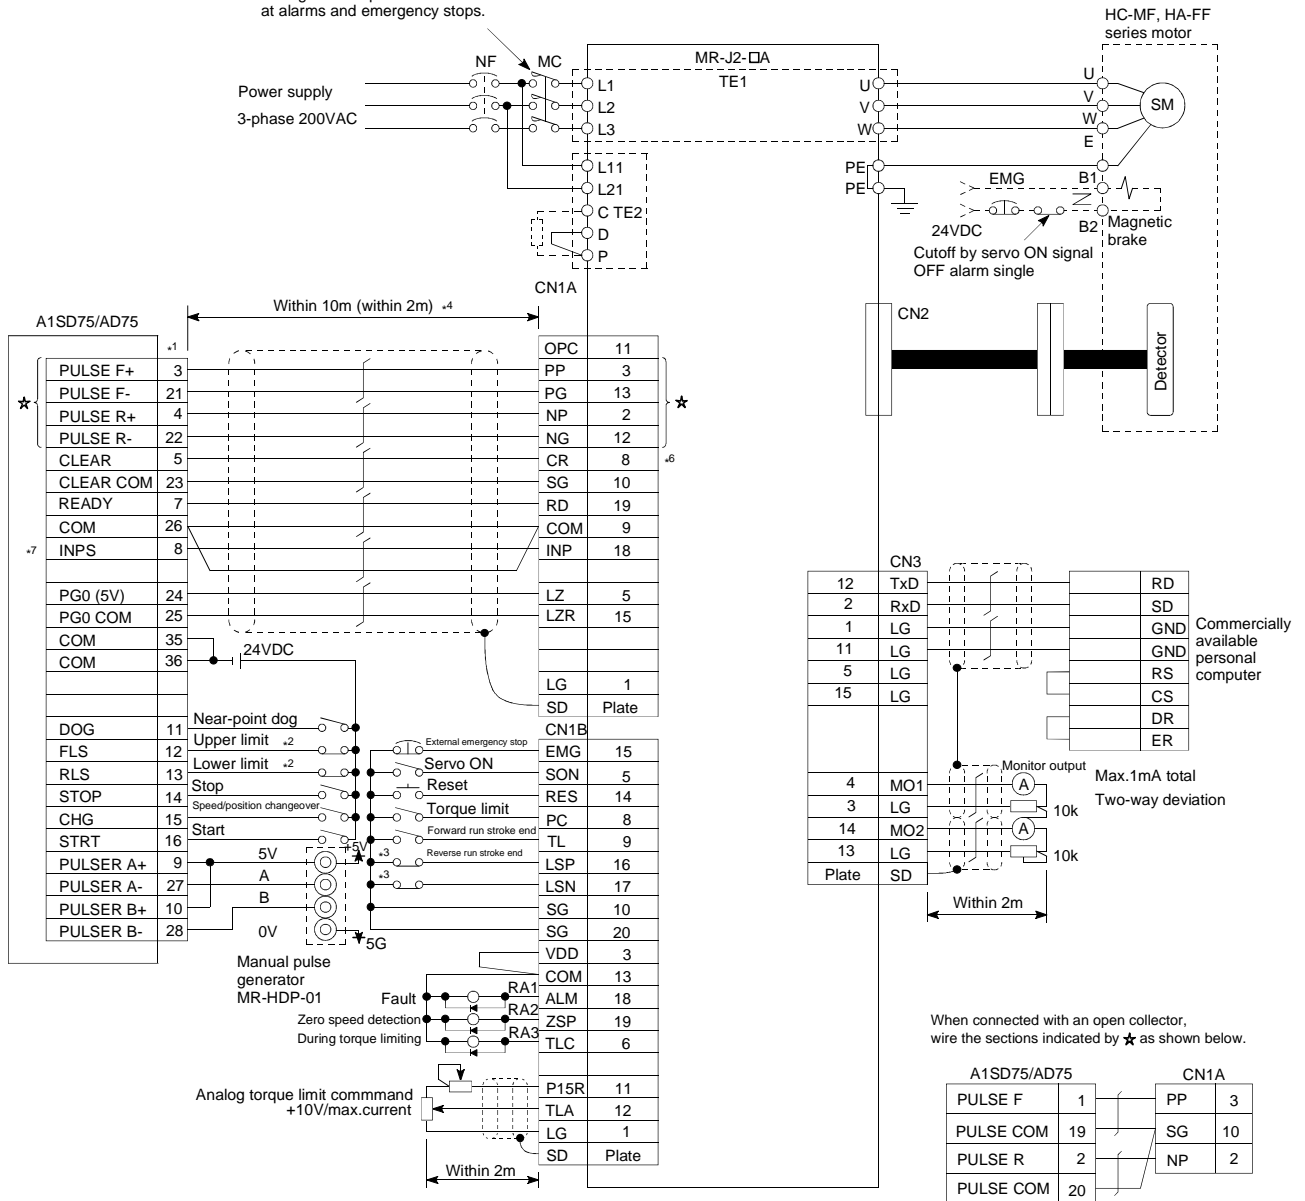 at alarms and emergency stops.
HC-MF, HA-FF
series motor
NF
MC
MR-J2-□A
TE1
Power supply
3-phase 200VAC
L1
L2
L3
U
V
W
U
V
W
E
SM
L11
L21
C TE2
D
P
PE
PE
EMG
B1
24VDC
B2
Magnetic
brake
Cutoff by servo ON signal
OFF alarm single
CN1A
Within 10m (within 2m) *4
A1SD75/AD75
CN2
Detector
*1
OPC 11
☆ PULSE F+ 3 PP 3 ☆
PULSE F- 21 PG 13
PULSE R+ 4 NP 2
PULSE R- 22 NG 12
CLEAR 5 CR 8 *6
CLEAR COM 23 SG 10
READY 7 RD 19
COM 26 COM 9
*7 INPS 8 INP 18
PG0 (5V) 24 LZ 5
PG0 COM 25 LZR 15
COM 35
COM 36
24VDC
LG 1
SD Plate
CN1B
DOG 11 Near-point dog
FLS 12 Upper limit *2
RLS 13 Lower limit *2
STOP 14 Stop
CHG 15 Speed/position changeover
STRT 16 Start
PULSER A+ 9 5V +5V
PULSER A- 27 A
PULSER B+ 10 B
PULSER B- 28 0V 5G
Manual pulse
generator
MR-HDP-01
External emergency stop EMG 15
Servo ON SON 5
Reset RES 14
Torque limit PC 8
Forward run stroke end TL 9
*3 Reverse run stroke end LSP 16
*3 LSN 17
SG 10
SG 20
VDD 3
COM 13
Fault RA1 ALM 18
Zero speed detection RA2 ZSP 19
During torque limiting RA3 TLC 6
Analog torque limit commmand
+10V/max.current
P15R 11
TLA 12
LG 1
SD Plate
Within 2m
CN3
12 TxD RD
2 RxD SD
1 LG GND
11 LG GND
5 LG RS
15 LG CS
DR
ER
Commercially
available
personal
computer
Monitor output
4 MO1 A
3 LG 10k
14 MO2 A
13 LG 10k
Plate SD
Max.1mA total
Two-way deviation
Within 2m
When connected with an open collector,
wire the sections indicated by ☆ as shown below.
A1SD75/AD75 CN1A
PULSE F 1 PP 3
PULSE COM 19 SG 10
PULSE R 2 NP 2
PULSE COM 20